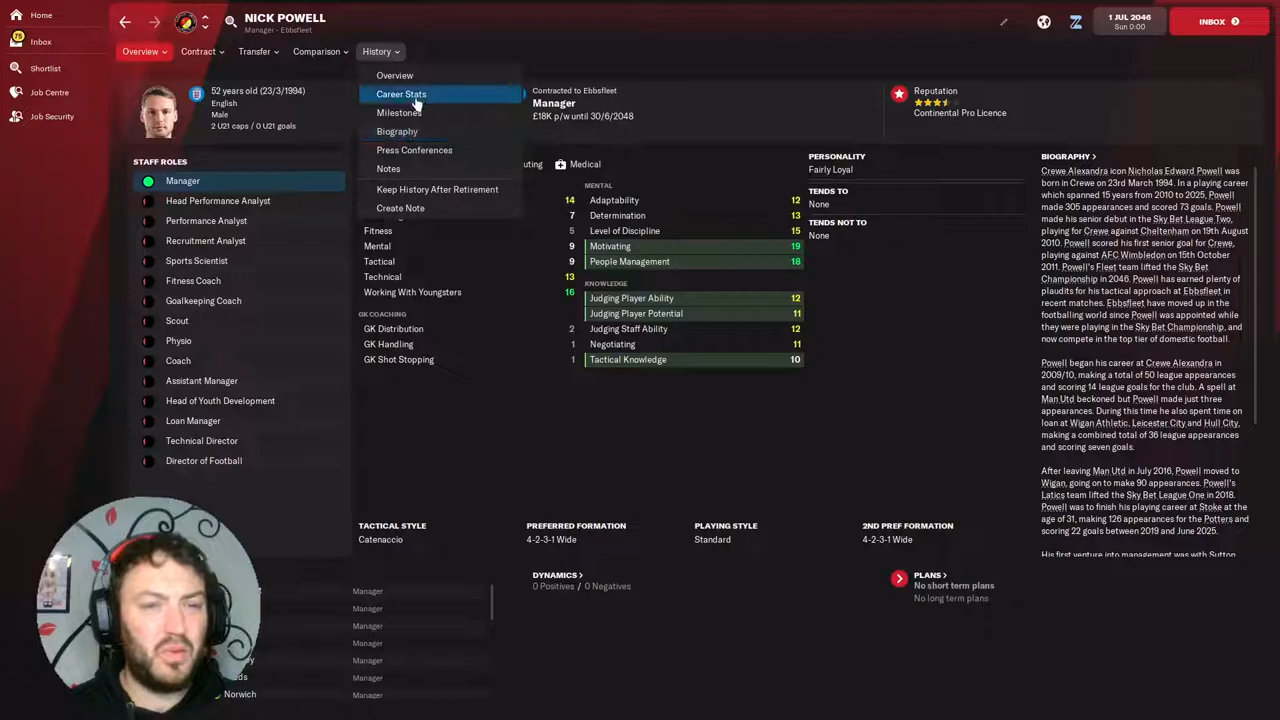 Home
Inbox
75
Shortlist
Job Centre
Job Security
NICK POWELL
Manager - Ebbsfleet
1 JUL 2046
Sun 0:00
INBOX
Overview
Contract
Transfer
Comparison
History
Overview
Career Stats
Milestones
Biography
Press Conferences
Notes
Keep History After Retirement
Create Note
52 years old (23/3/1994)
English
Male
2 U21 caps / 0 U21 goals
Contracted to Ebbsfleet
Manager
£18K p/w until 30/6/2048
Reputation
Continental Pro Licence
STAFF ROLES
Manager
Head Performance Analyst
Performance Analyst
Recruitment Analyst
Sports Scientist
Fitness Coach
Goalkeeping Coach
Scout
Physio
Coach
Assistant Manager
Head of Youth Development
Loan Manager
Technical Director
Director of Football
Medical
14
7
Fitness 5
Mental 9
Tactical 9
Technical 13
Working With Youngsters 16
GK COACHING
GK Distribution 2
GK Handling 1
GK Shot Stopping 1
MENTAL
Adaptability 12
Determination 13
Level of Discipline 15
Motivating 19
People Management 18
KNOWLEDGE
Judging Player Ability 12
Judging Player Potential 11
Judging Staff Ability 12
Negotiating 11
Tactical Knowledge 10
PERSONALITY
Fairly Loyal
TENDS TO
None
TENDS NOT TO
None
BIOGRAPHY
Crewe Alexandra icon Nicholas Edward Powell was
born in Crewe on 23rd March 1994. In a playing career
which spanned 15 years from 2010 to 2025, Powell
made 305 appearances and scored 73 goals. Powell
made his senior debut in the Sky Bet League Two,
playing for Crewe against Cheltenham on 19th August
2010. Powell scored his first senior goal for Crewe,
playing against AFC Wimbledon on 15th October
2011. Powell's Fleet team lifted the Sky Bet
Championship in 2046. Powell has earned plenty of
plaudits for his tactical approach at Ebbsfleet in
recent matches. Ebbsfleet have moved up in the
footballing world since Powell was appointed while
they were playing in the Sky Bet Championship, and
now compete in the top tier of domestic football.
Powell began his career at Crewe Alexandra in
2009/10, making a total of 50 league appearances
and scoring 14 league goals for the club. A spell at
Man Utd beckoned but Powell made just three
appearances. During this time he also spent time on
loan at Wigan Athletic, Leicester City and Hull City,
making a combined total of 36 league appearances
and scoring seven goals.
After leaving Man Utd in July 2016, Powell moved to
Wigan, going on to make 90 appearances. Powell's
Latics team lifted the Sky Bet League One in 2018.
Powell was to finish his playing career at Stoke at the
age of 31, making 126 appearances for the Potters and
scoring 22 goals between 2019 and June 2025.
His first venture into management was with Sutton
TACTICAL STYLE
Catenaccio
PREFERRED FORMATION
4-2-3-1 Wide
PLAYING STYLE
Standard
2ND PREF FORMATION
4-2-3-1 Wide
DYNAMICS
0 Positives / 0 Negatives
PLANS
No short term plans
No long term plans
Manager
Manager
Manager
Manager
Manager
Manager
Norwich Manager